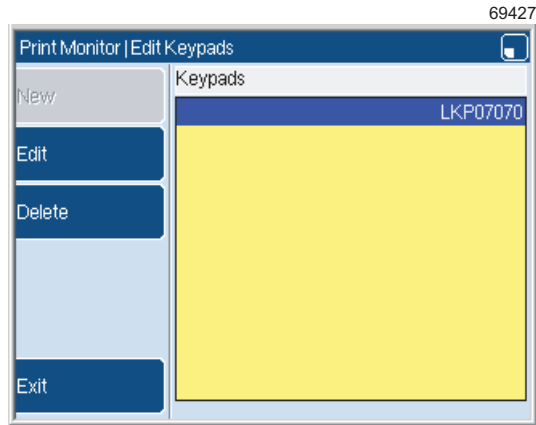 69427
Print Monitor | Edit Keypads
Keypads
New
LKP07070
Edit
Delete
Exit